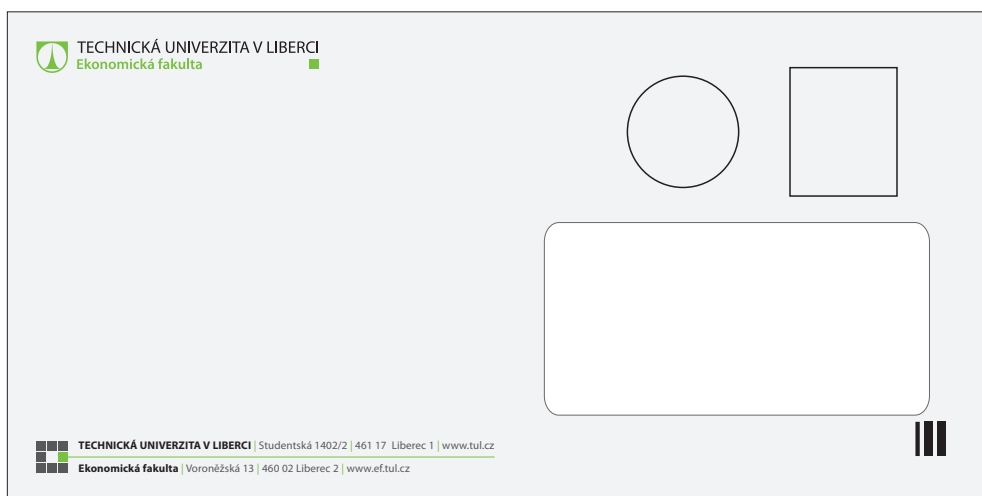 TECHNICKÁ UNIVERZITA V LIBERCI
Ekonomická fakulta
TECHNICKÁ UNIVERZITA V LIBERCI | Studentská 1402/2 | 461 17 Liberec 1 | www.tul.cz
Ekonomická fakulta | Voroněžská 13 | 460 02 Liberec 2 | www.ef.tul.cz